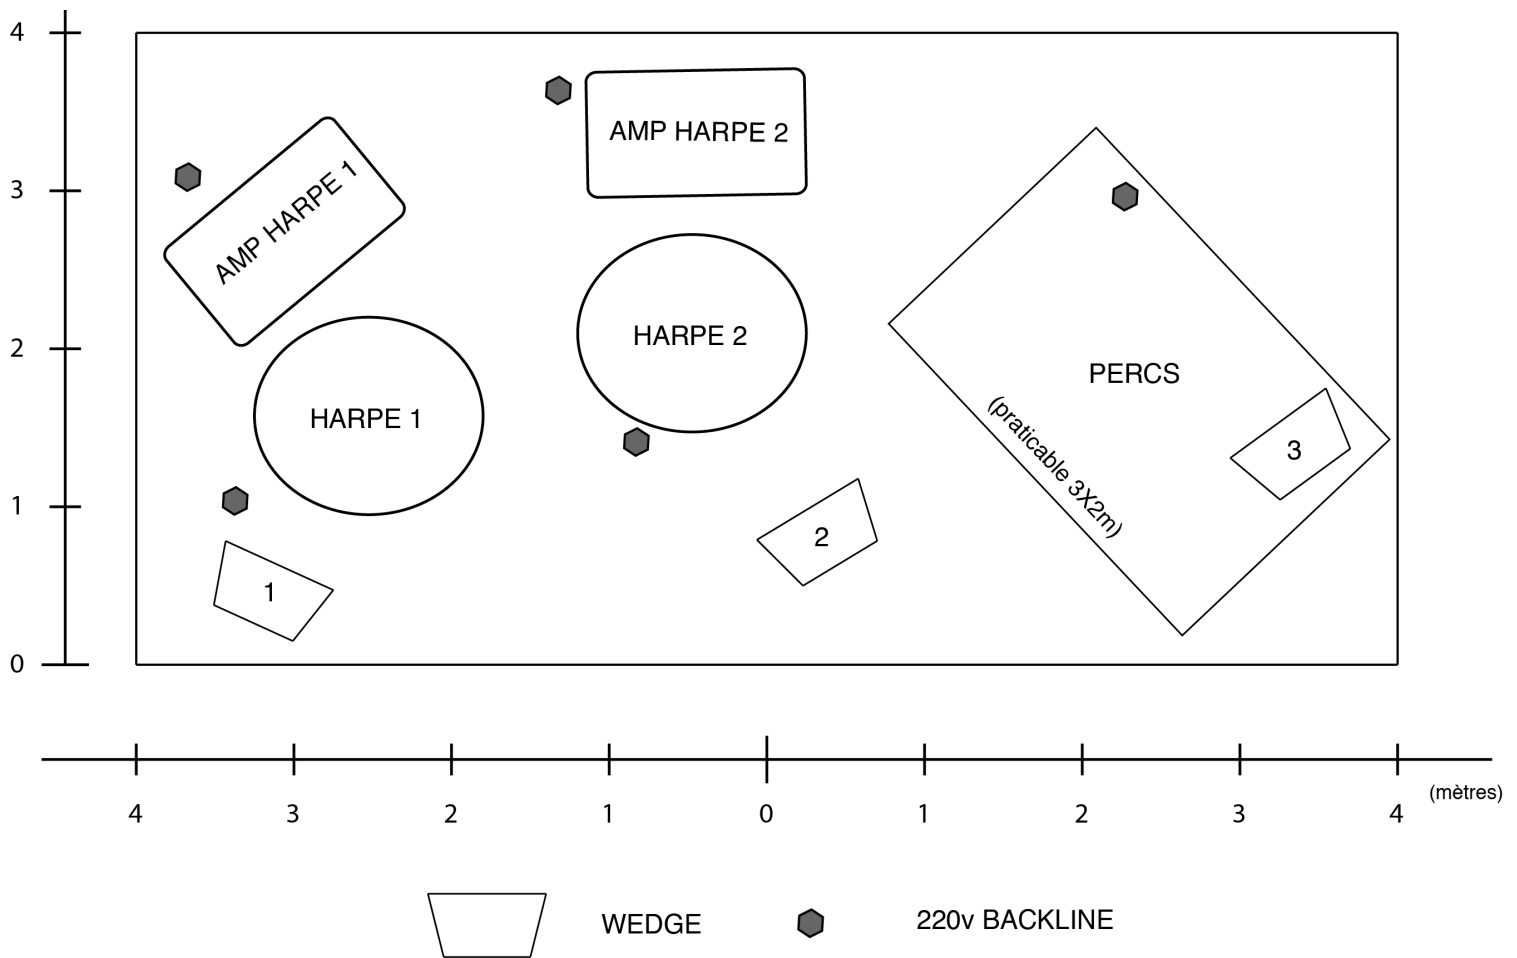 4
AMP HARPE 2
AMP HARPE 1
3
2
HARPE 2
PERCS
HARPE 1
(praticable 3X2m)
3
1
2
1
0
(mètres)
4 3 2 1 0 1 2 3 4
WEDGE 220v BACKLINE